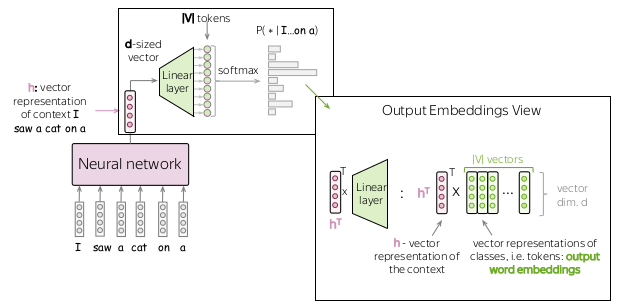 |V| tokens
P( * | I...on a)
d-sized
vector
Linear
layer
softmax
h: vector
representation
of context I
saw a cat on a
Neural network
I saw a cat on a
Output Embeddings View
T
x
Linear
layer
:
hᵀ
T
X
|V| vectors
...
vector
dim. d
hᵀ
h - vector
representation of
the context
vector representations of
classes, i.e. tokens: output
word embeddings